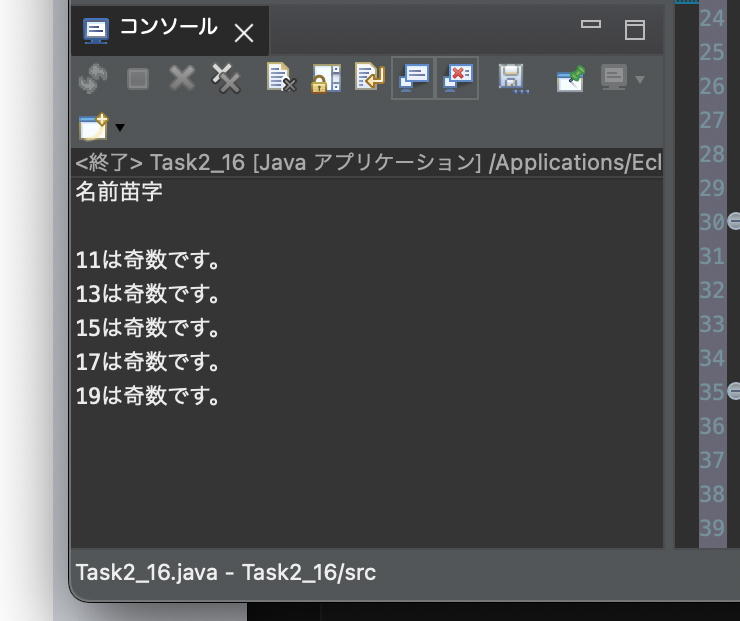 コンソール
<終了> Task2_16 [Java アプリケーション] /Applications/Ecl
名前苗字
11は奇数です。
13は奇数です。
15は奇数です。
17は奇数です。
19は奇数です。
Task2_16.java - Task2_16/src
24
25
26
27
28
29
30
31
32
33
34
35
36
37
38
39